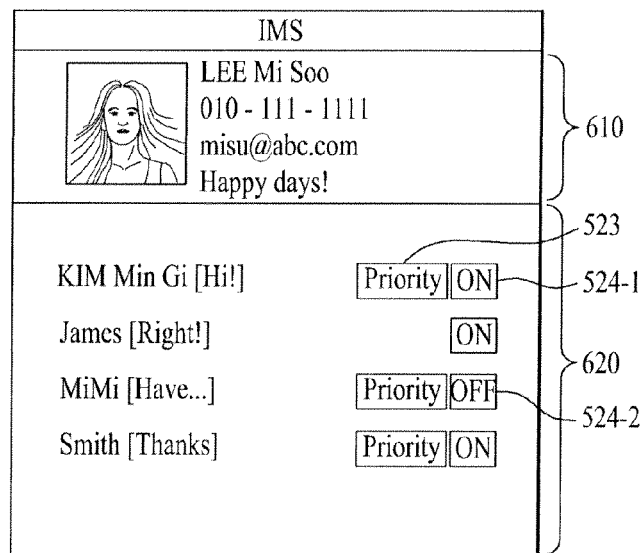 IMS
LEE Mi Soo
010 - 111 - 1111
misu@abc.com
Happy days!
610
523
KIM Min Gi [Hi!] Priority ON
524-1
James [Right!] ON
620
MiMi [Have...] Priority OFF
524-2
Smith [Thanks] Priority ON